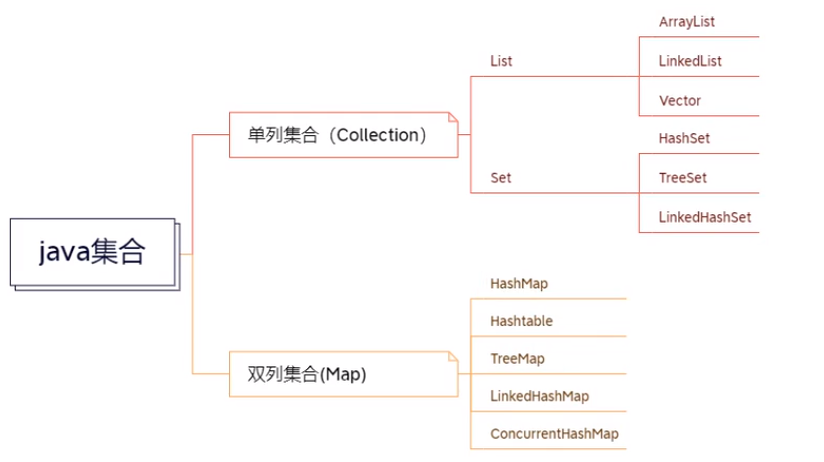 java集合
单列集合（Collection）
List
ArrayList
LinkedList
Vector
Set
HashSet
TreeSet
LinkedHashSet
双列集合(Map)
HashMap
Hashtable
TreeMap
LinkedHashMap
ConcurrentHashMap